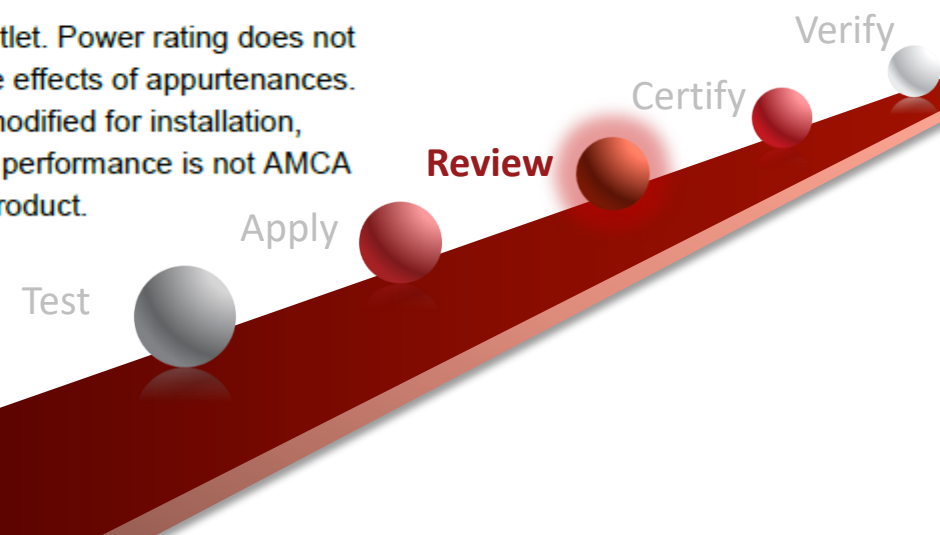 tlet. Power rating does not
e effects of appurtenances.
nodified for installation,
performance is not AMCA
roduct.
Verify
Certify
Review
Apply
Test